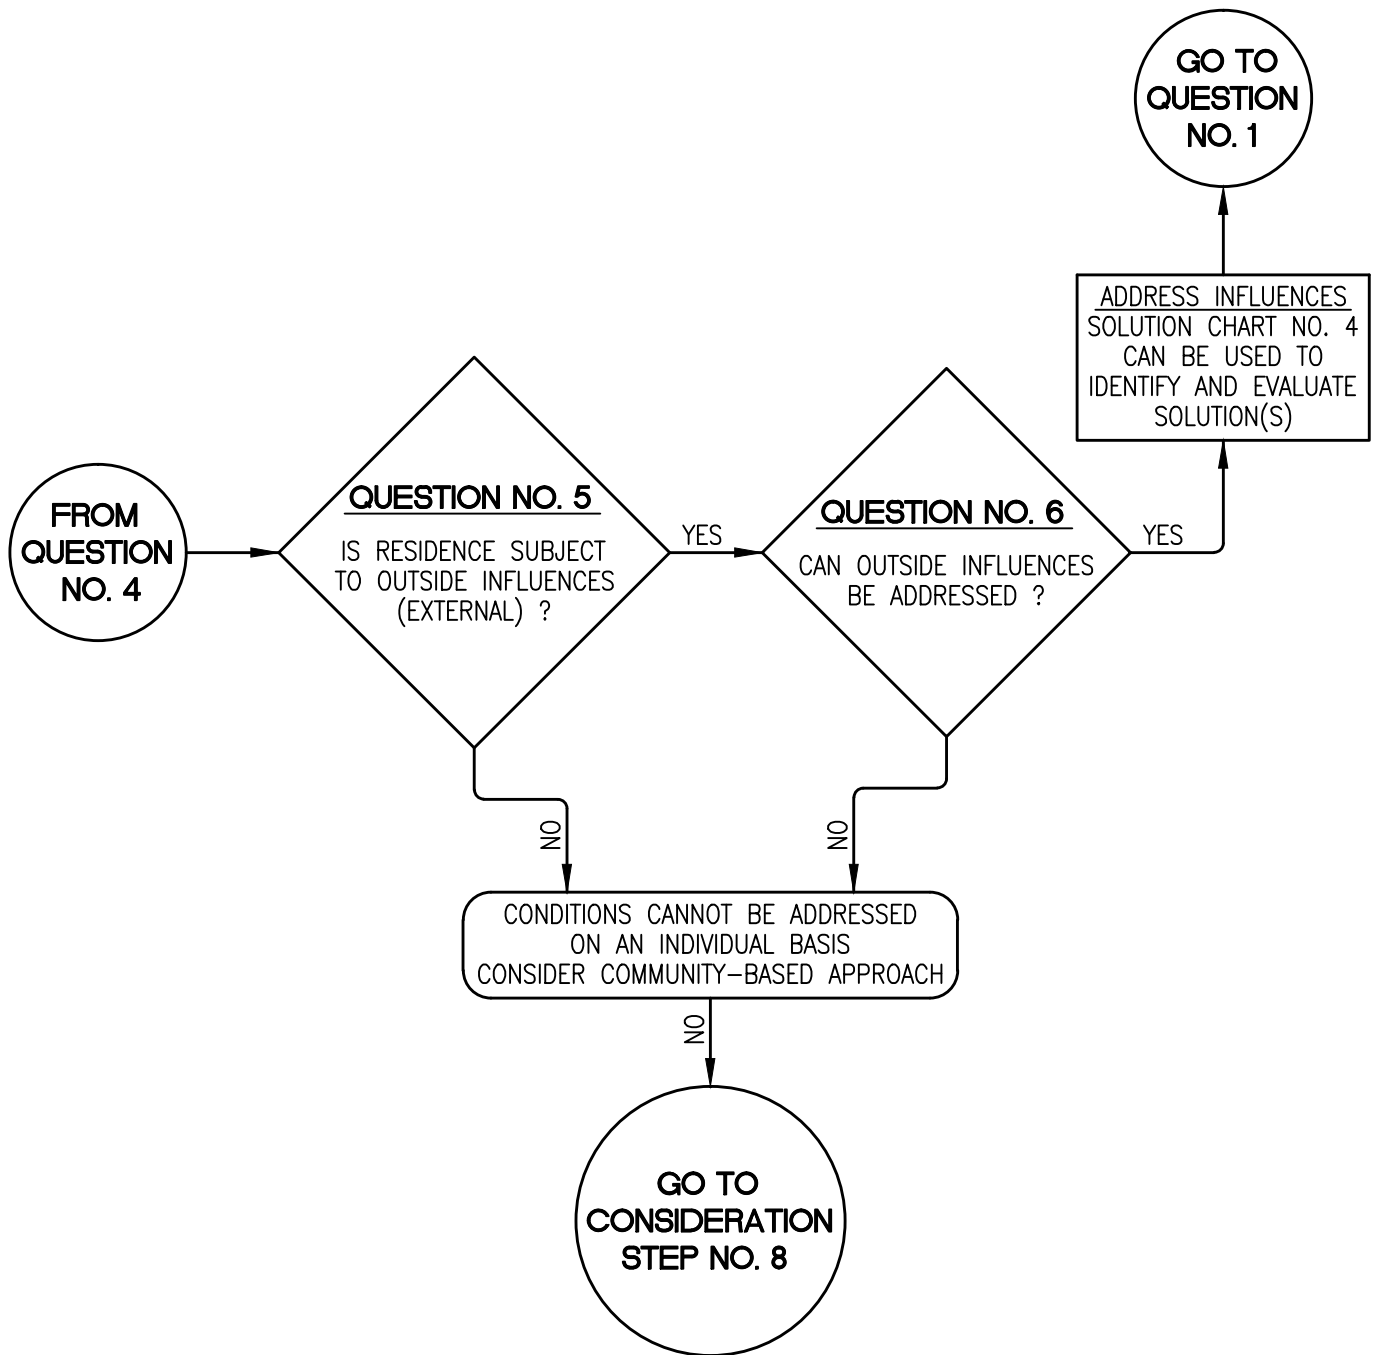 GO TO
QUESTION
NO. 1
ADDRESS INFLUENCES
SOLUTION CHART NO. 4
CAN BE USED TO
IDENTIFY AND EVALUATE
SOLUTION(S)
FROM
QUESTION
NO. 4
QUESTION NO. 5
IS RESIDENCE SUBJECT
TO OUTSIDE INFLUENCES
(EXTERNAL) ?
YES
QUESTION NO. 6
CAN OUTSIDE INFLUENCES
BE ADDRESSED ?
YES
NO
NO
CONDITIONS CANNOT BE ADDRESSED
ON AN INDIVIDUAL BASIS
CONSIDER COMMUNITY-BASED APPROACH
NO
GO TO
CONSIDERATION
STEP NO. 8